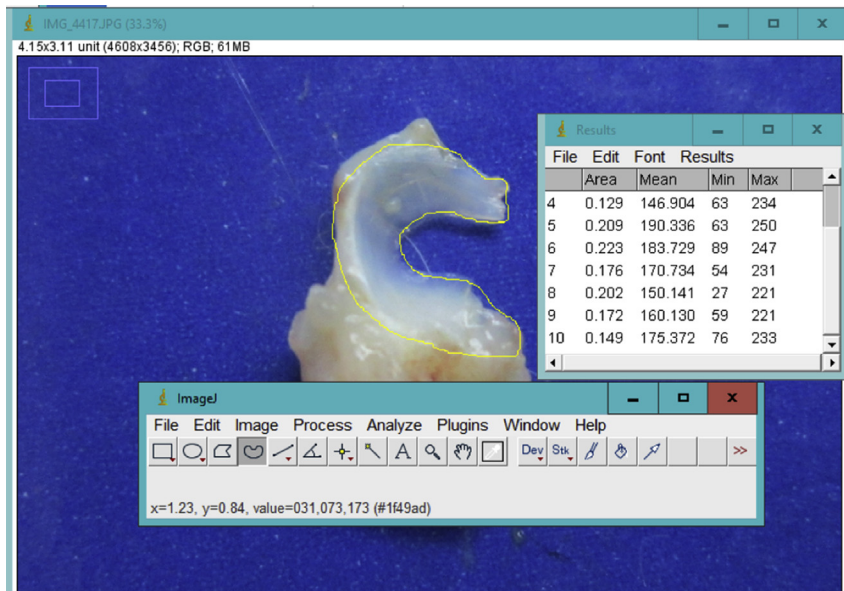 IMG_4417.JPG (33.3%)
4.15x3.11 unit (4608x3456); RGB; 61MB
Results
File Edit Font Results
Area Mean Min Max
4 0.129 146.904 63 234
5 0.209 190.336 63 250
6 0.223 183.729 89 247
7 0.176 170.734 54 231
8 0.202 150.141 27 221
9 0.172 160.130 59 221
10 0.149 175.372 76 233
ImageJ
File Edit Image Process Analyze Plugins Window Help
A Dev Stk >>
x=1.23, y=0.84, value=031,073,173 (#1f49ad)